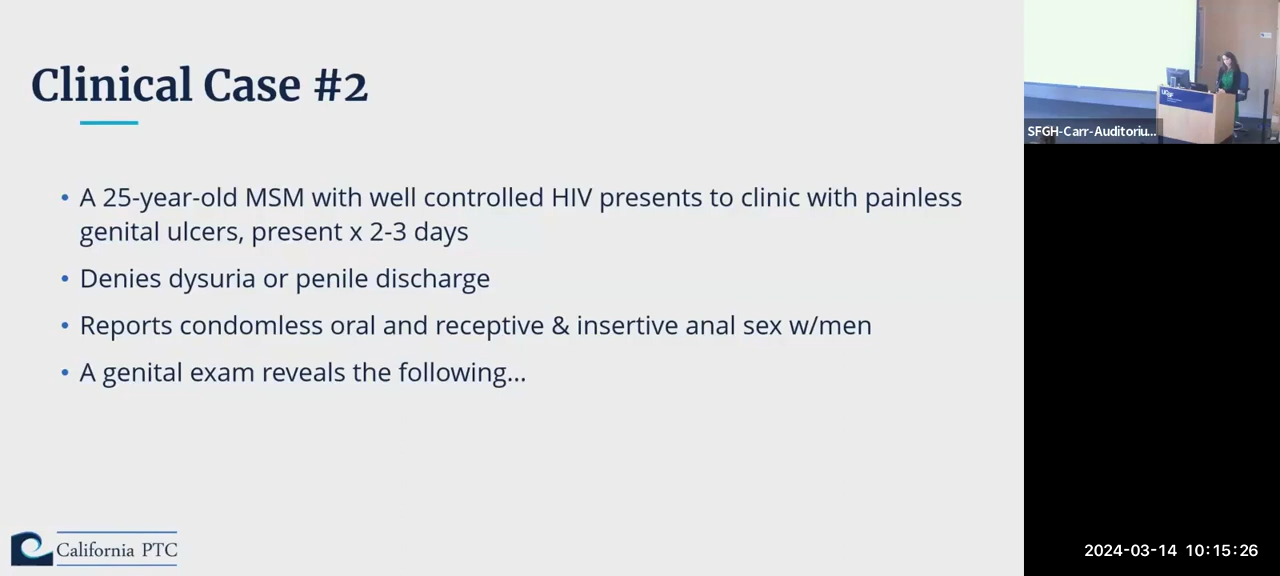 Clinical Case #2
• A 25-year-old MSM with well controlled HIV presents to clinic with painless
genital ulcers, present x 2-3 days
• Denies dysuria or penile discharge
• Reports condomless oral and receptive & insertive anal sex w/men
• A genital exam reveals the following...
California PTC
UCSF
SFGH-Carr-Auditoriu...
2024-03-14 10:15:26